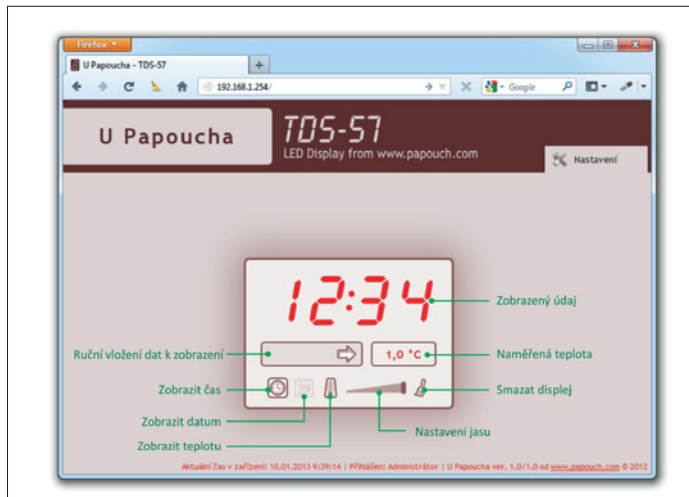 Firefox
U Papoucha - TDS-57
192.168.1.254/
Google
U Papoucha
TDS-57
LED Display from www.papouch.com
Nastavení
12:34
Zobrazený údaj
Ruční vložení dat k zobrazení
1,0 °C
Naměřená teplota
Zobrazit čas
25
Smazat displej
Zobrazit datum
Nastavení jasu
Zobrazit teplotu
Aktuální čas v zařízení: 10.01.2013 9:39:14 | Přihlášen: Administrátor | U Papoucha ver. 1.0/1.0 od www.papouch.com © 2012